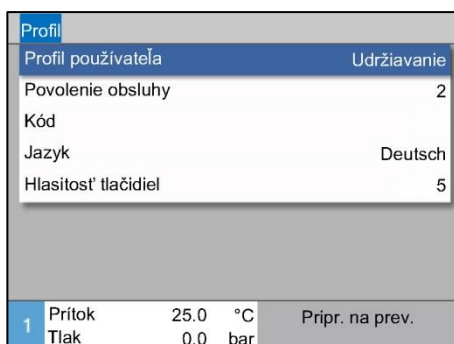 Profil
Profil používateľa Udržiavanie
Povolenie obsluhy 2
Kód
Jazyk Deutsch
Hlasitosť tlačidiel 5
1 Prítok 25.0 °C Pripr. na prev.
Tlak 0.0 bar